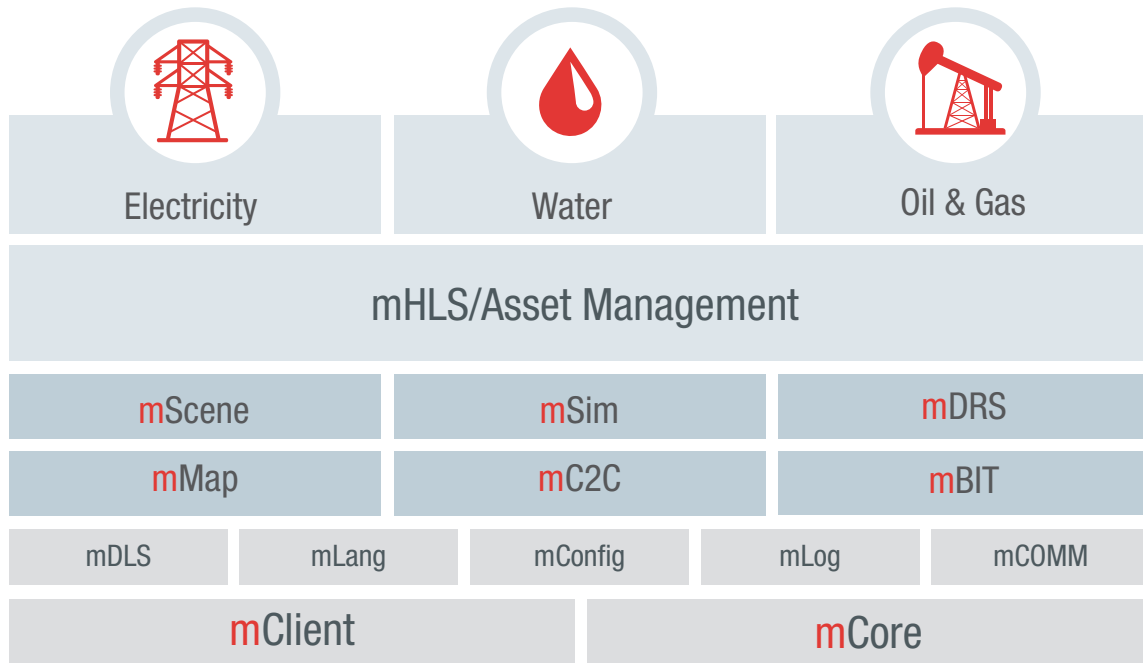 Electricity
Water
Oil & Gas
mHLS/Asset Management
mScene
mSim
mDRS
mMap
mC2C
mBIT
mDLS
mLang
mConfig
mLog
mCOMM
mClient
mCore